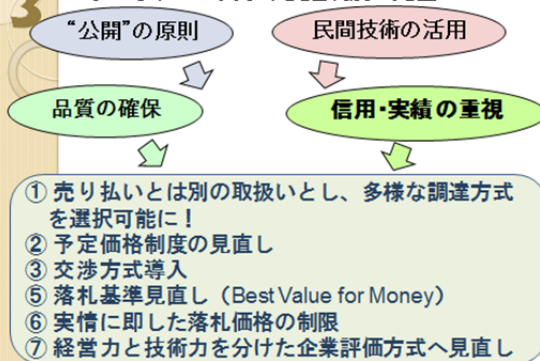 3
“公開”の原則
民間技術の活用
品質の確保
信用・実績の重視
① 売り払いとは別の取扱いとし、多様な調達方式
を選択可能に！
② 予定価格制度の見直し
③ 交渉方式導入
⑤ 落札基準見直し（Best Value for Money）
⑥ 実情に即した落札価格の制限
⑦ 経営力と技術力を分けた企業評価方式へ見直し